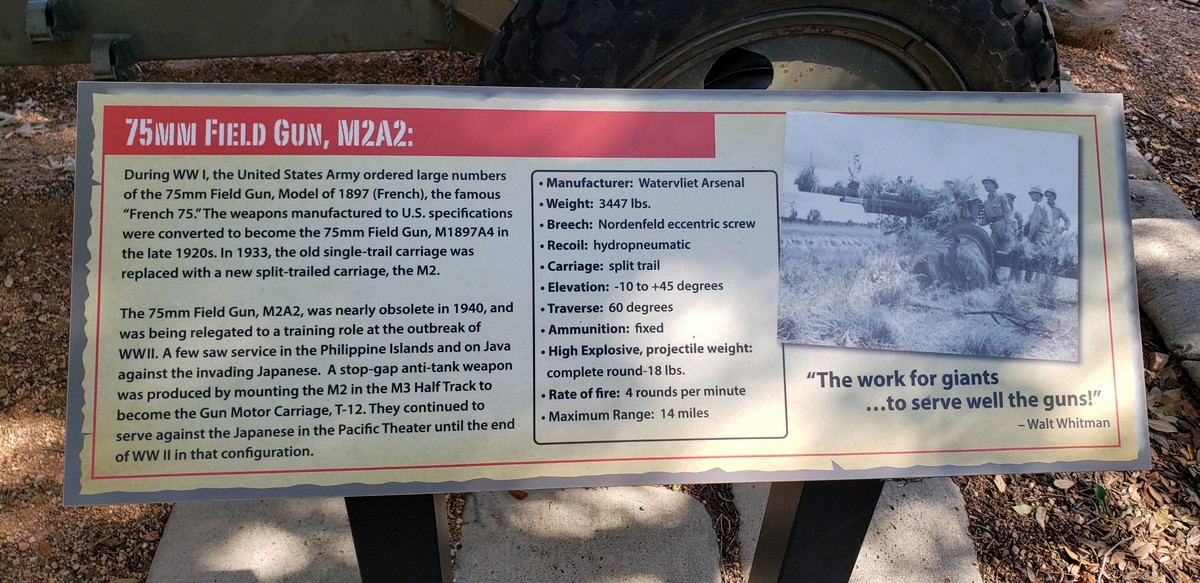 75mm Field Gun, M2A2:
During WW I, the United States Army ordered large numbers
of the 75mm Field Gun, Model of 1897 (French), the famous
“French 75.” The weapons manufactured to U.S. specifications
were converted to become the 75mm Field Gun, M1897A4 in
the late 1920s. In 1933, the old single-trail carriage was
replaced with a new split-trailed carriage, the M2.
The 75mm Field Gun, M2A2, was nearly obsolete in 1940, and
was being relegated to a training role at the outbreak of
WWII. A few saw service in the Philippine Islands and on Java
against the invading Japanese. A stop-gap anti-tank weapon
was produced by mounting the M2 in the M3 Half Track to
become the Gun Motor Carriage, T-12. They continued to
serve against the Japanese in the Pacific Theater until the end
of WW II in that configuration.
• Manufacturer: Watervliet Arsenal
• Weight: 3447 lbs.
• Breech: Nordenfeld eccentric screw
• Recoil: hydropneumatic
• Carriage: split trail
• Elevation: -10 to +45 degrees
• Traverse: 60 degrees
• Ammunition: fixed
• High Explosive, projectile weight:
complete round-18 lbs.
• Rate of fire: 4 rounds per minute
• Maximum Range: 14 miles
“The work for giants
...to serve well the guns!”
– Walt Whitman